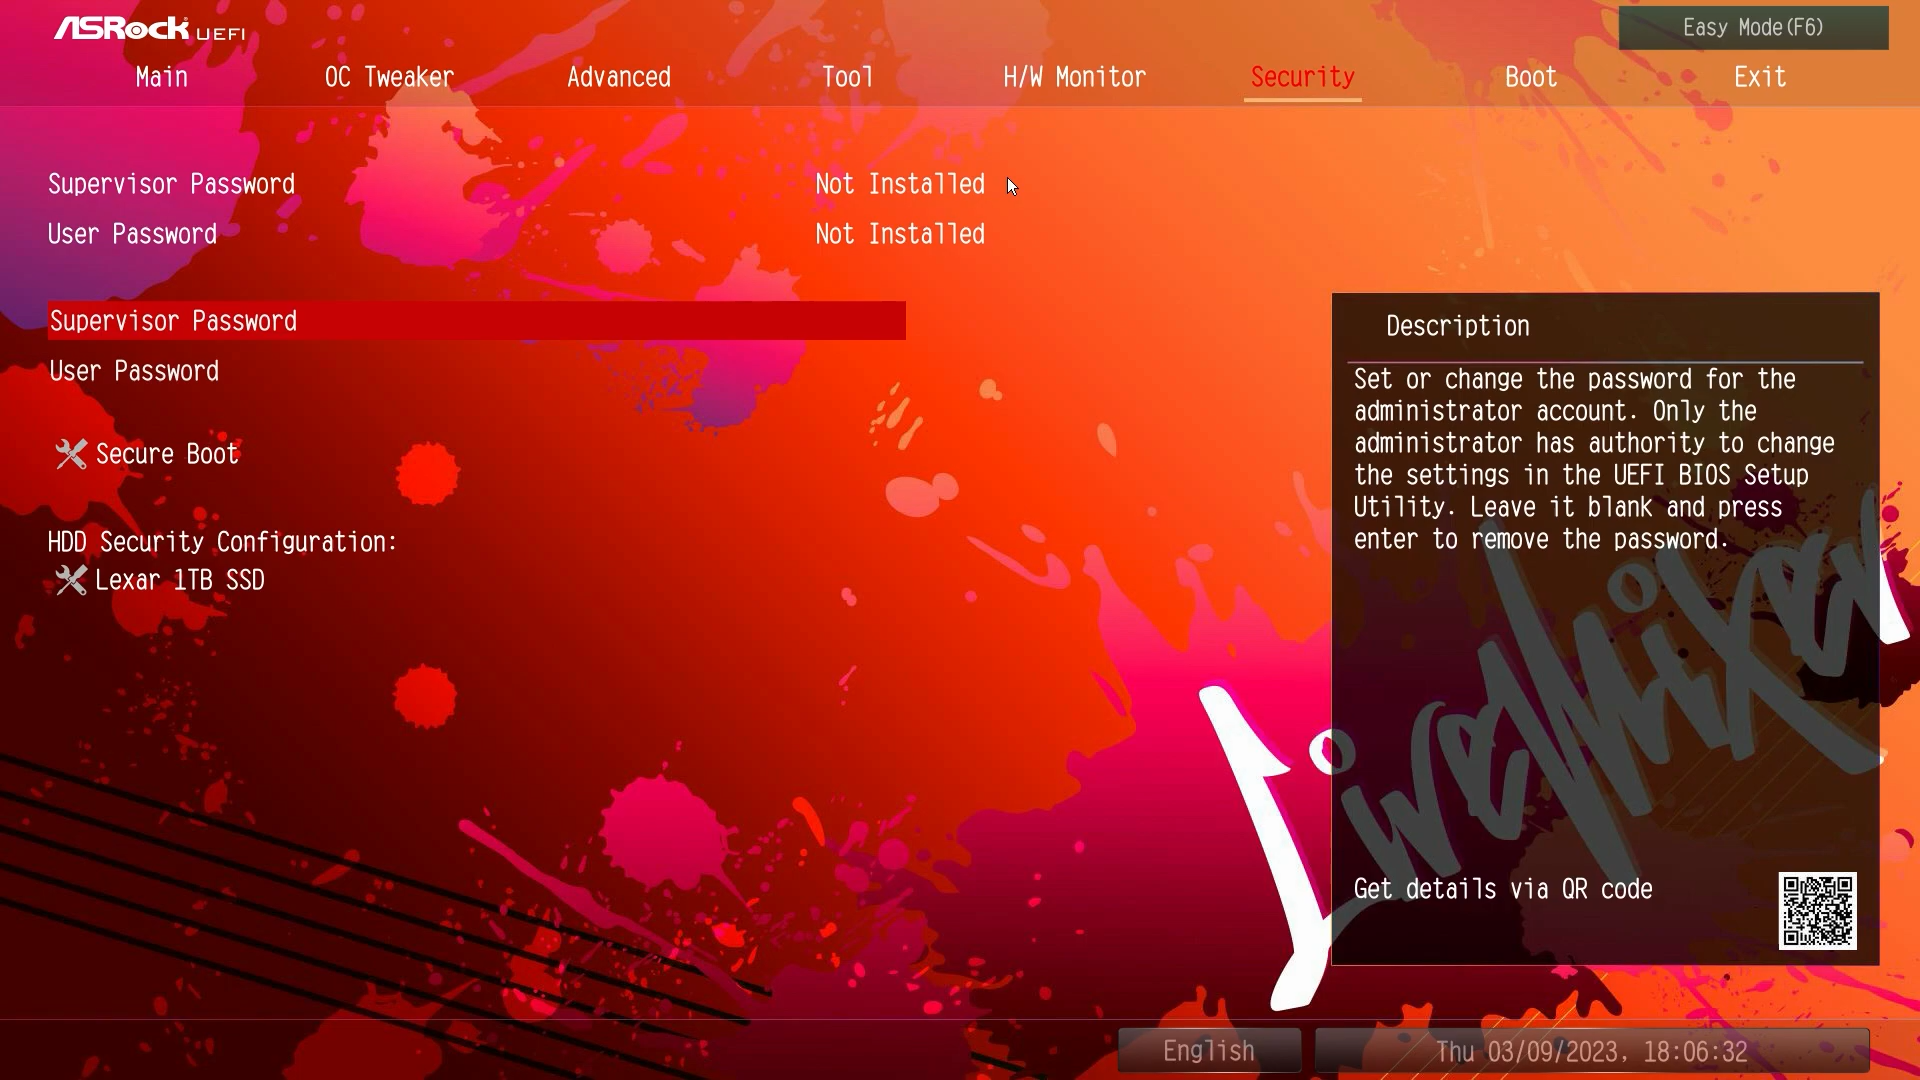 ASRock UEFI
Easy Mode(F6)
Main OC Tweaker Advanced Tool H/W Monitor Security Boot Exit
Supervisor Password Not Installed
User Password Not Installed
Supervisor Password
User Password
Secure Boot
HDD Security Configuration:
Lexar 1TB SSD
Description
Set or change the password for the
administrator account. Only the
administrator has authority to change
the settings in the UEFI BIOS Setup
Utility. Leave it blank and press
enter to remove the password.
LiveMixer
Get details via QR code
English Thu 03/09/2023, 18:06:32